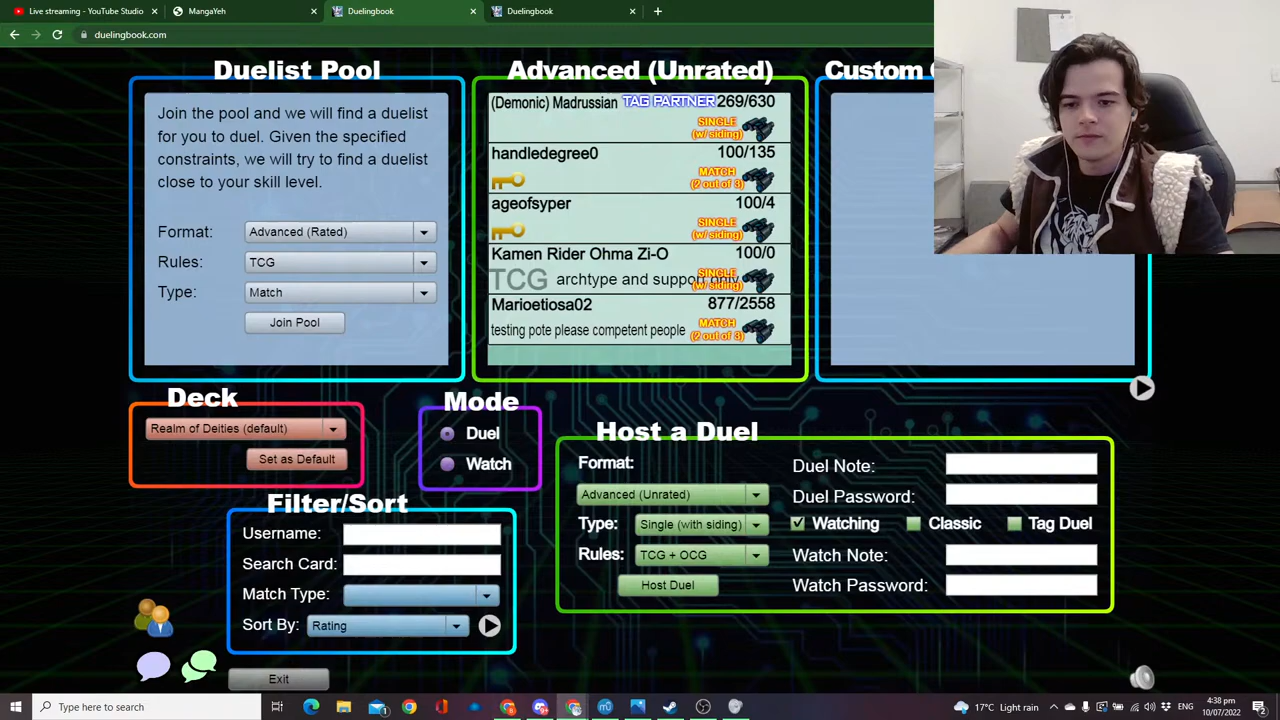 Live streaming - YouTube Studio
MangaYeh
Duelingbook
Duelingbook
duelingbook.com
Duelist Pool
Join the pool and we will find a duelist
for you to duel. Given the specified
constraints, we will try to find a duelist
close to your skill level.
Format: Advanced (Rated)
Rules: TCG
Type: Match
Join Pool
Advanced (Unrated)
(Demonic) Madrussian TAG PARTNER 269/630
SINGLE
(w/ siding)
handledegree0 100/135
MATCH
(2 out of 3)
ageofsyper 100/4
SINGLE
(w/ siding)
Kamen Rider Ohma Zi-O 100/0
TCG archtype and support only
SINGLE
(w/ siding)
Marioetiosa02 877/2558
testing pote please competent people
MATCH
(2 out of 3)
Custom
Deck
Realm of Deities (default)
Set as Default
Mode
Duel
Watch
Filter/Sort
Username:
Search Card:
Match Type:
Sort By: Rating
Host a Duel
Format:
Advanced (Unrated)
Type: Single (with siding)
Rules: TCG + OCG
Host Duel
Duel Note:
Duel Password:
Watching Classic Tag Duel
Watch Note:
Watch Password:
Exit
Type here to search
17°C Light rain
ENG
4:38 pm
10/07/2022